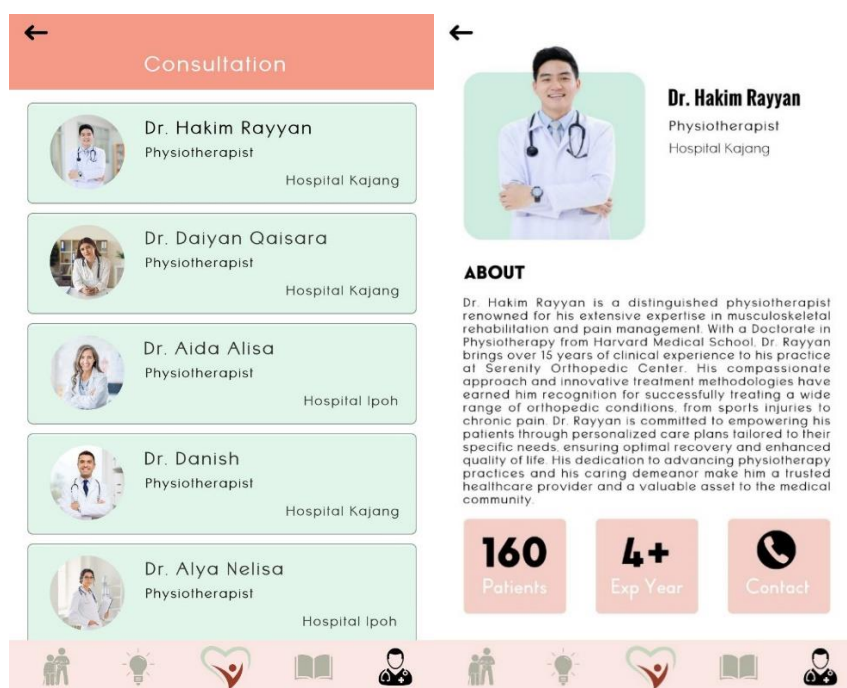 Consultation
Dr. Hakim Rayyan
Physiotherapist
Hospital Kajang
Dr. Daiyan Qaisara
Physiotherapist
Hospital Kajang
Dr. Aida Alisa
Physiotherapist
Hospital Ipoh
Dr. Danish
Physiotherapist
Hospital Kajang
Dr. Alya Nelisa
Physiotherapist
Hospital Ipoh
Dr. Hakim Rayyan
Physiotherapist
Hospital Kajang
ABOUT
Dr. Hakim Rayyan is a distinguished physiotherapist
renowned for his extensive expertise in musculoskeletal
rehabilitation and pain management. With a Doctorate in
Physiotherapy from Harvard Medical School, Dr. Rayyan
brings over 15 years of clinical experience to his practice
at Serenity Orthopedic Center. His compassionate
approach and innovative treatment methodologies have
earned him recognition for successfully treating a wide
range of orthopedic conditions, from sports injuries to
chronic pain. Dr. Rayyan is committed to empowering his
patients through personalized care plans tailored to their
specific needs, ensuring optimal recovery and enhanced
quality of life. His dedication to advancing physiotherapy
practices and his caring demeanor make him a trusted
healthcare provider and a valuable asset to the medical
community.
160
Patients
4+
Exp Year
Contact